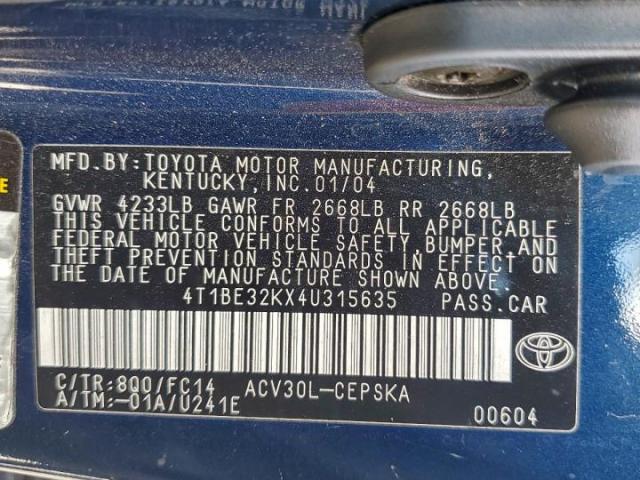 MFD.BY:TOYOTA MOTOR MANUFACTURING,
KENTUCKY,INC.01/04
GVWR 4233LB GAWR FR 2668LB RR 2668LB
THIS VEHICLE CONFORMS TO ALL APPLICABLE
FEDERAL MOTOR VEHICLE SAFETY,BUMPER,AND
THEFT PREVENTION STANDARDS IN EFFECT ON
THE DATE OF MANUFACTURE SHOWN ABOVE.
4T1BE32KX4U315635 PASS.CAR
C/TR:8Q0/FC14 ACV30L-CEPSKA
A/TM:-01A/U241E
00604
TOYOTA